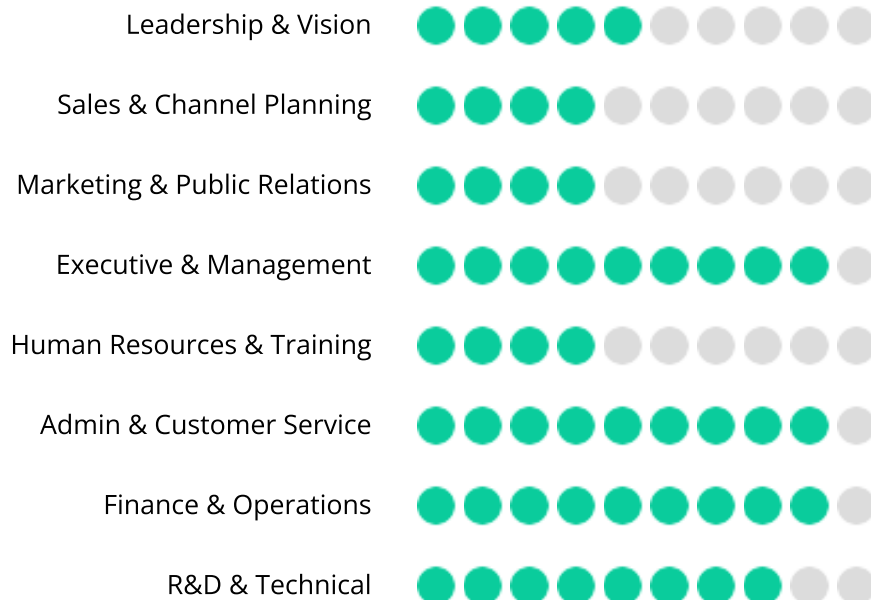 Leadership & Vision
Sales & Channel Planning
Marketing & Public Relations
Executive & Management
Human Resources & Training
Admin & Customer Service
Finance & Operations
R&D & Technical